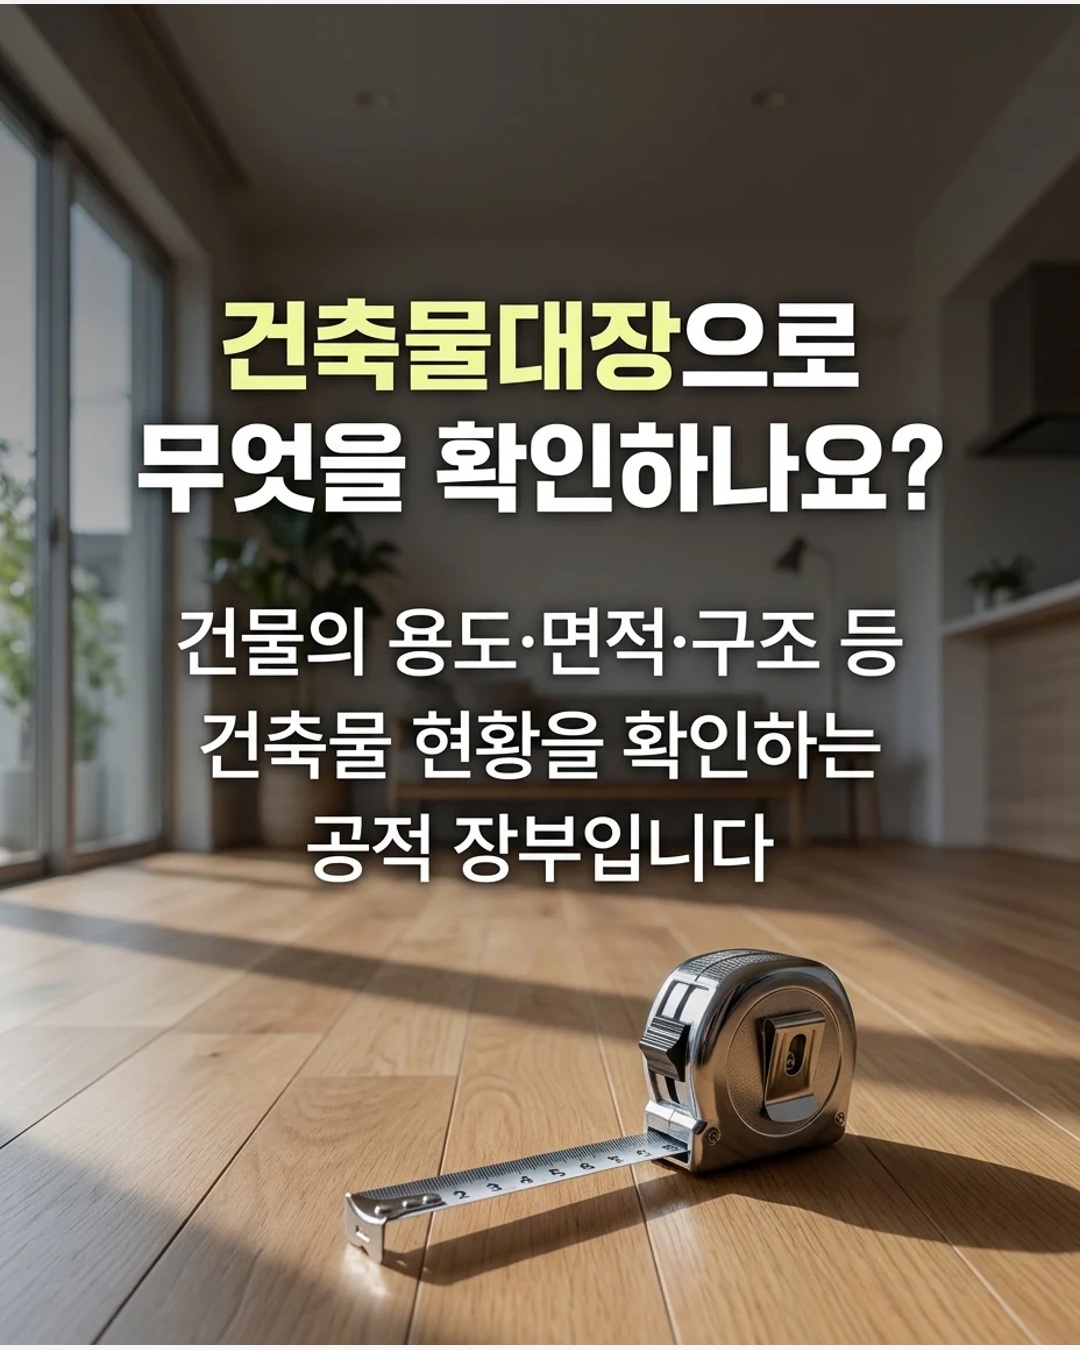 건축물대장으로
무엇을 확인하나요?
건물의 용도·면적·구조 등
건축물 현황을 확인하는
공적 장부입니다